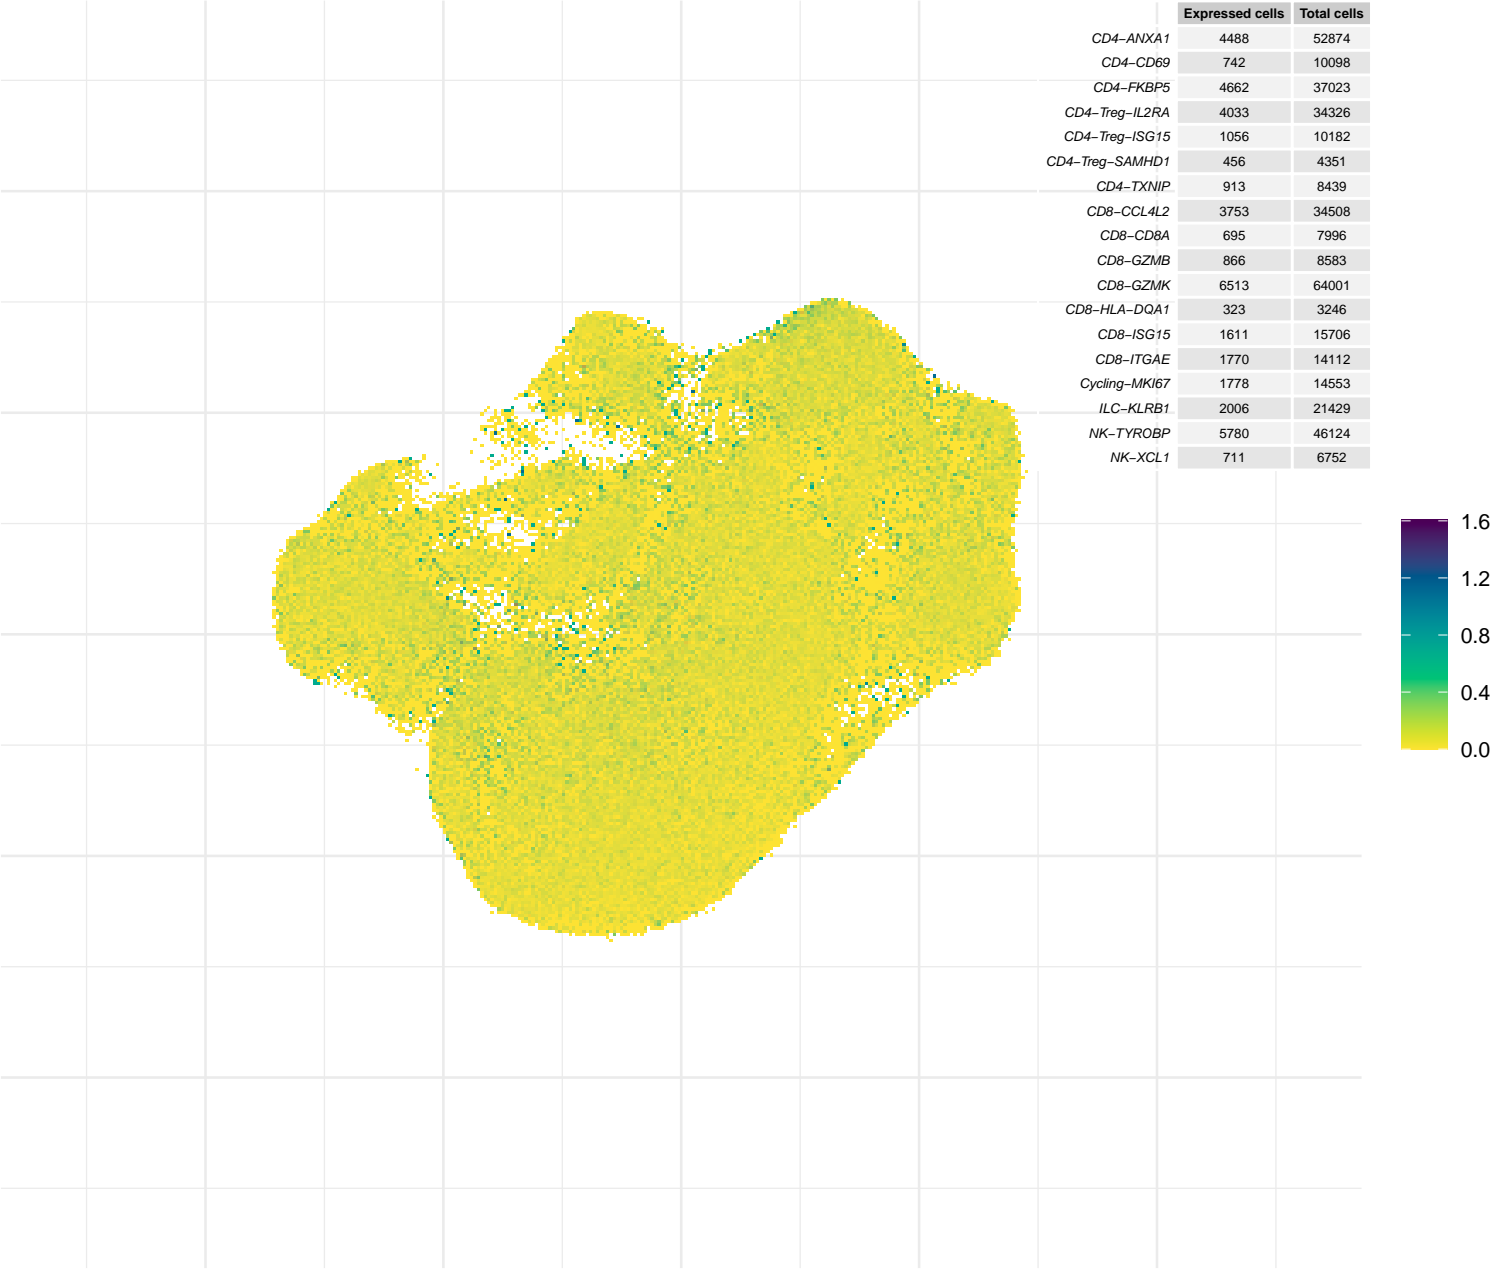 Expressed cells Total cells
CD4−ANXA1 4488 52874
CD4−CD69 742 10098
CD4−FKBP5 4662 37023
CD4−Treg−IL2RA 4033 34326
CD4−Treg−ISG15 1056 10182
CD4−Treg−SAMHD1 456 4351
CD4−TXNIP 913 8439
CD8−CCL4L2 3753 34508
CD8−CD8A 695 7996
CD8−GZMB 866 8583
CD8−GZMK 6513 64001
CD8−HLA−DQA1 323 3246
CD8−ISG15 1611 15706
CD8−ITGAE 1770 14112
Cycling−MKI67 1778 14553
ILC−KLRB1 2006 21429
NK−TYROBP 5780 46124
NK−XCL1 711 6752
1.6
1.2
0.8
0.4
0.0